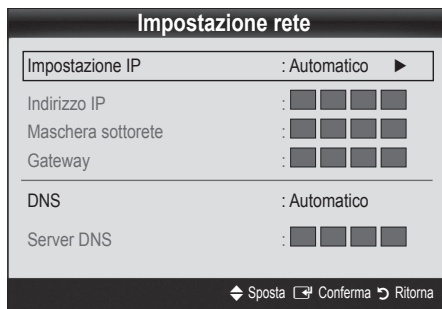 Impostazione rete
Impostazione IP : Automatico ►
Indirizzo IP :
Maschera sottorete :
Gateway :
DNS : Automatico
Server DNS :
Sposta Conferma Ritorna